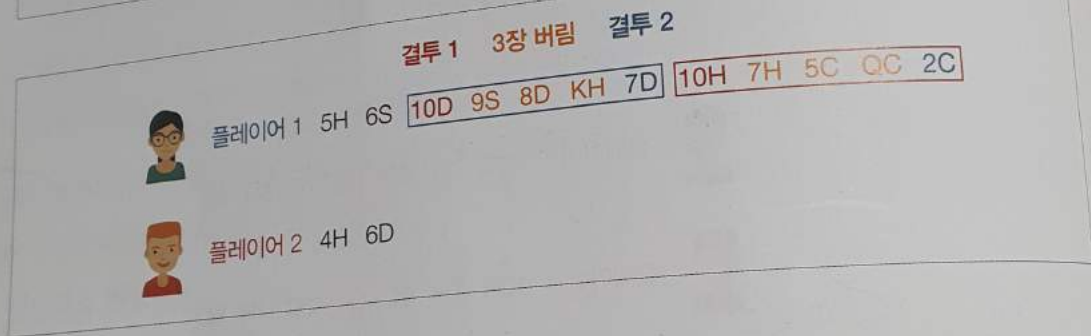 결투 1 3장 버림 결투 2
플레이어 1 5H 6S 10D 9S 8D KH 7D 10H 7H 5C QC 2C
플레이어 2 4H 6D